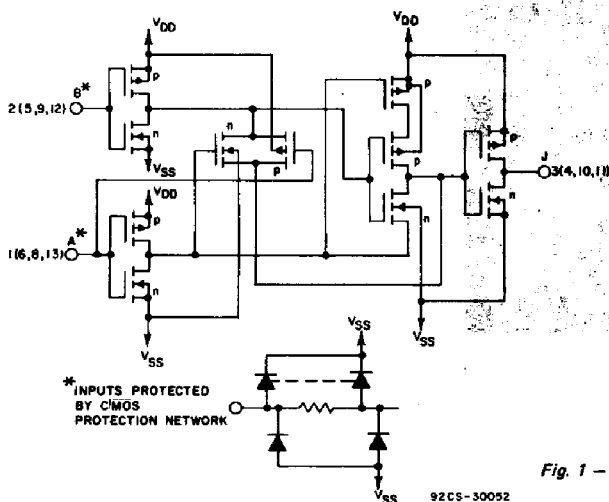 VDD
VDD
B*
p
p
2(5,9,12)
n
n
p
p
VSS
J
3(4,10,11)
VDD
n
n
A*
p
1(6,8,13)
n
VSS
VSS
VSS
*INPUTS PROTECTED
BY CMOS
PROTECTION NETWORK
VSS
Fig. 1 –
92CS-30052